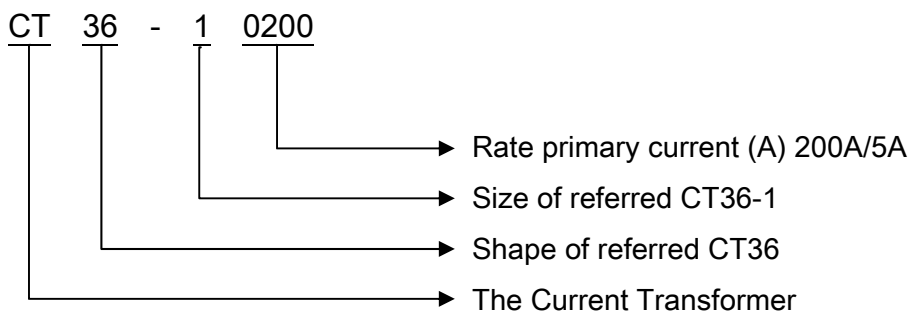 CT 36 - 1 0200
Rate primary current (A) 200A/5A
Size of referred CT36-1
Shape of referred CT36
The Current Transformer